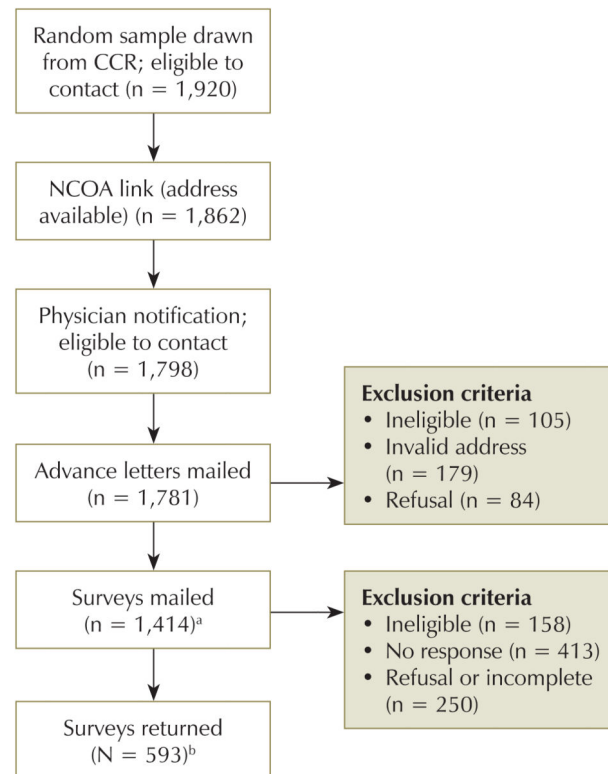 Random sample drawn
from CCR; eligible to
contact (n = 1,920)
NCOA link (address
available) (n = 1,862)
Physician notification;
eligible to contact
(n = 1,798)
Advance letters mailed
(n = 1,781)
Exclusion criteria
• Ineligible (n = 105)
• Invalid address
(n = 179)
• Refusal (n = 84)
Surveys mailed
(n = 1,414)ᵃ
Exclusion criteria
• Ineligible (n = 158)
• No response (n = 413)
• Refusal or incomplete
(n = 250)
Surveys returned
(N = 593)ᵇ